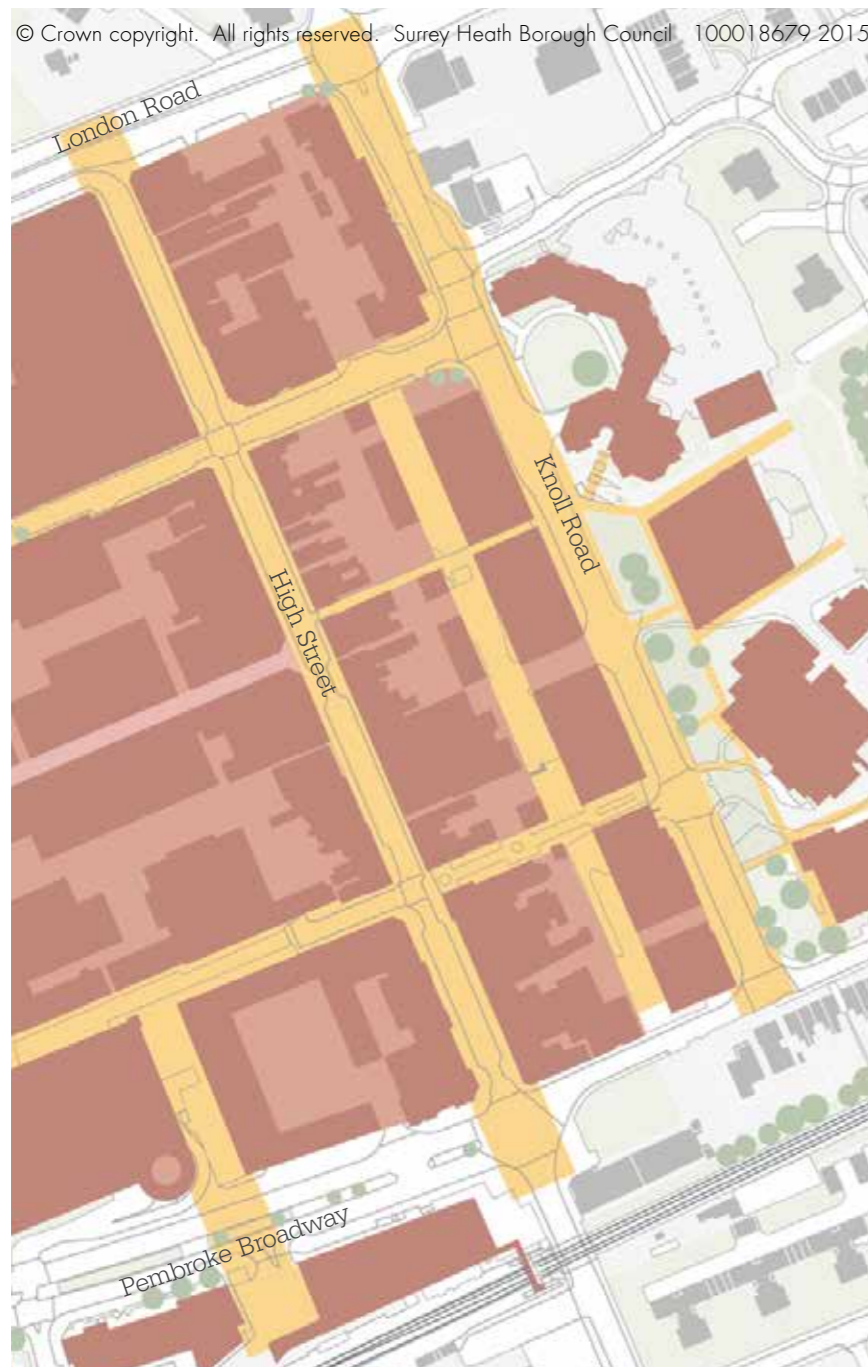 © Crown copyright. All rights reserved. Surrey Heath Borough Council 100018679 2015
London Road
Knoll Road
High Street
Pembroke Broadway